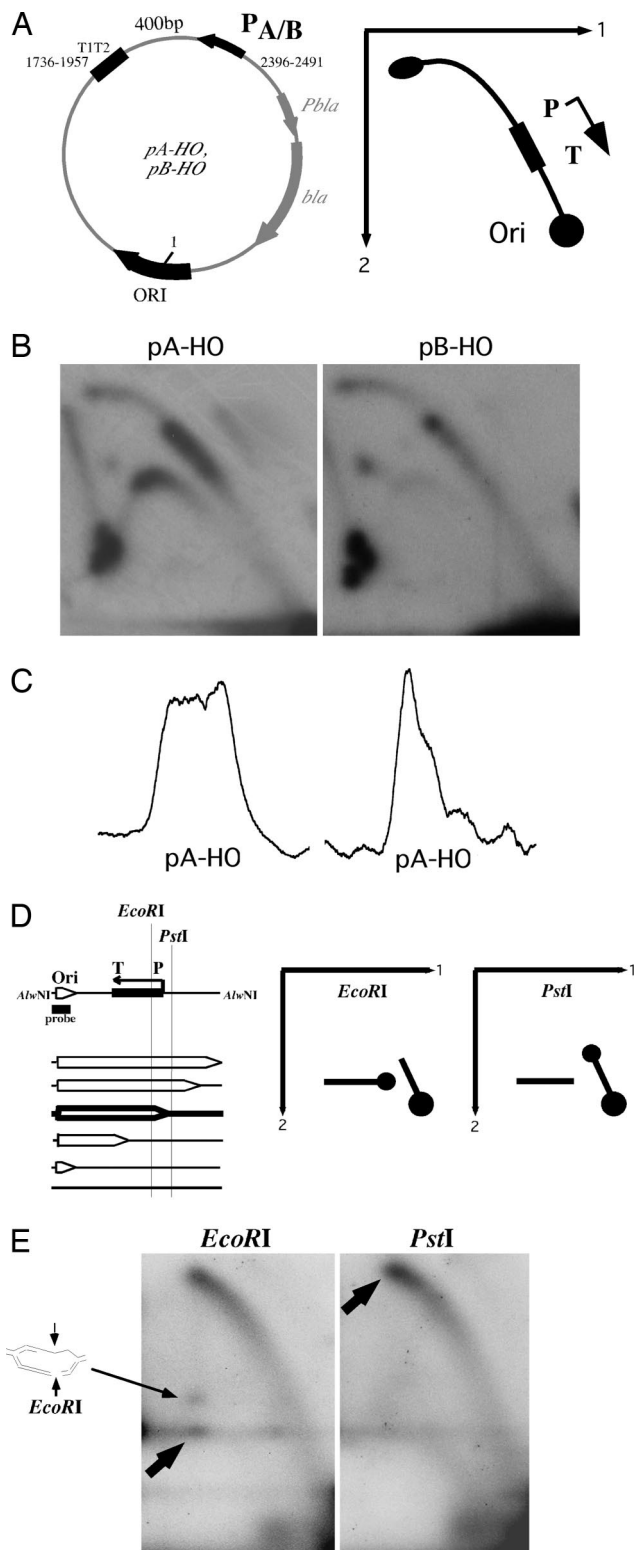 A
400bp
P A/B
T1T2
1736-1957
2396-2491
Pbla
pA-HO,
pB-HO
bla
1
ORI
1
P
T
Ori
2
B
pA-HO
pB-HO
C
pA-HO
pA-HO
D
EcoRI
PstI
Ori
T
P
AlwNI
AlwNI
probe
1
EcoRI
2
1
PstI
2
E
EcoRI
PstI
EcoRI